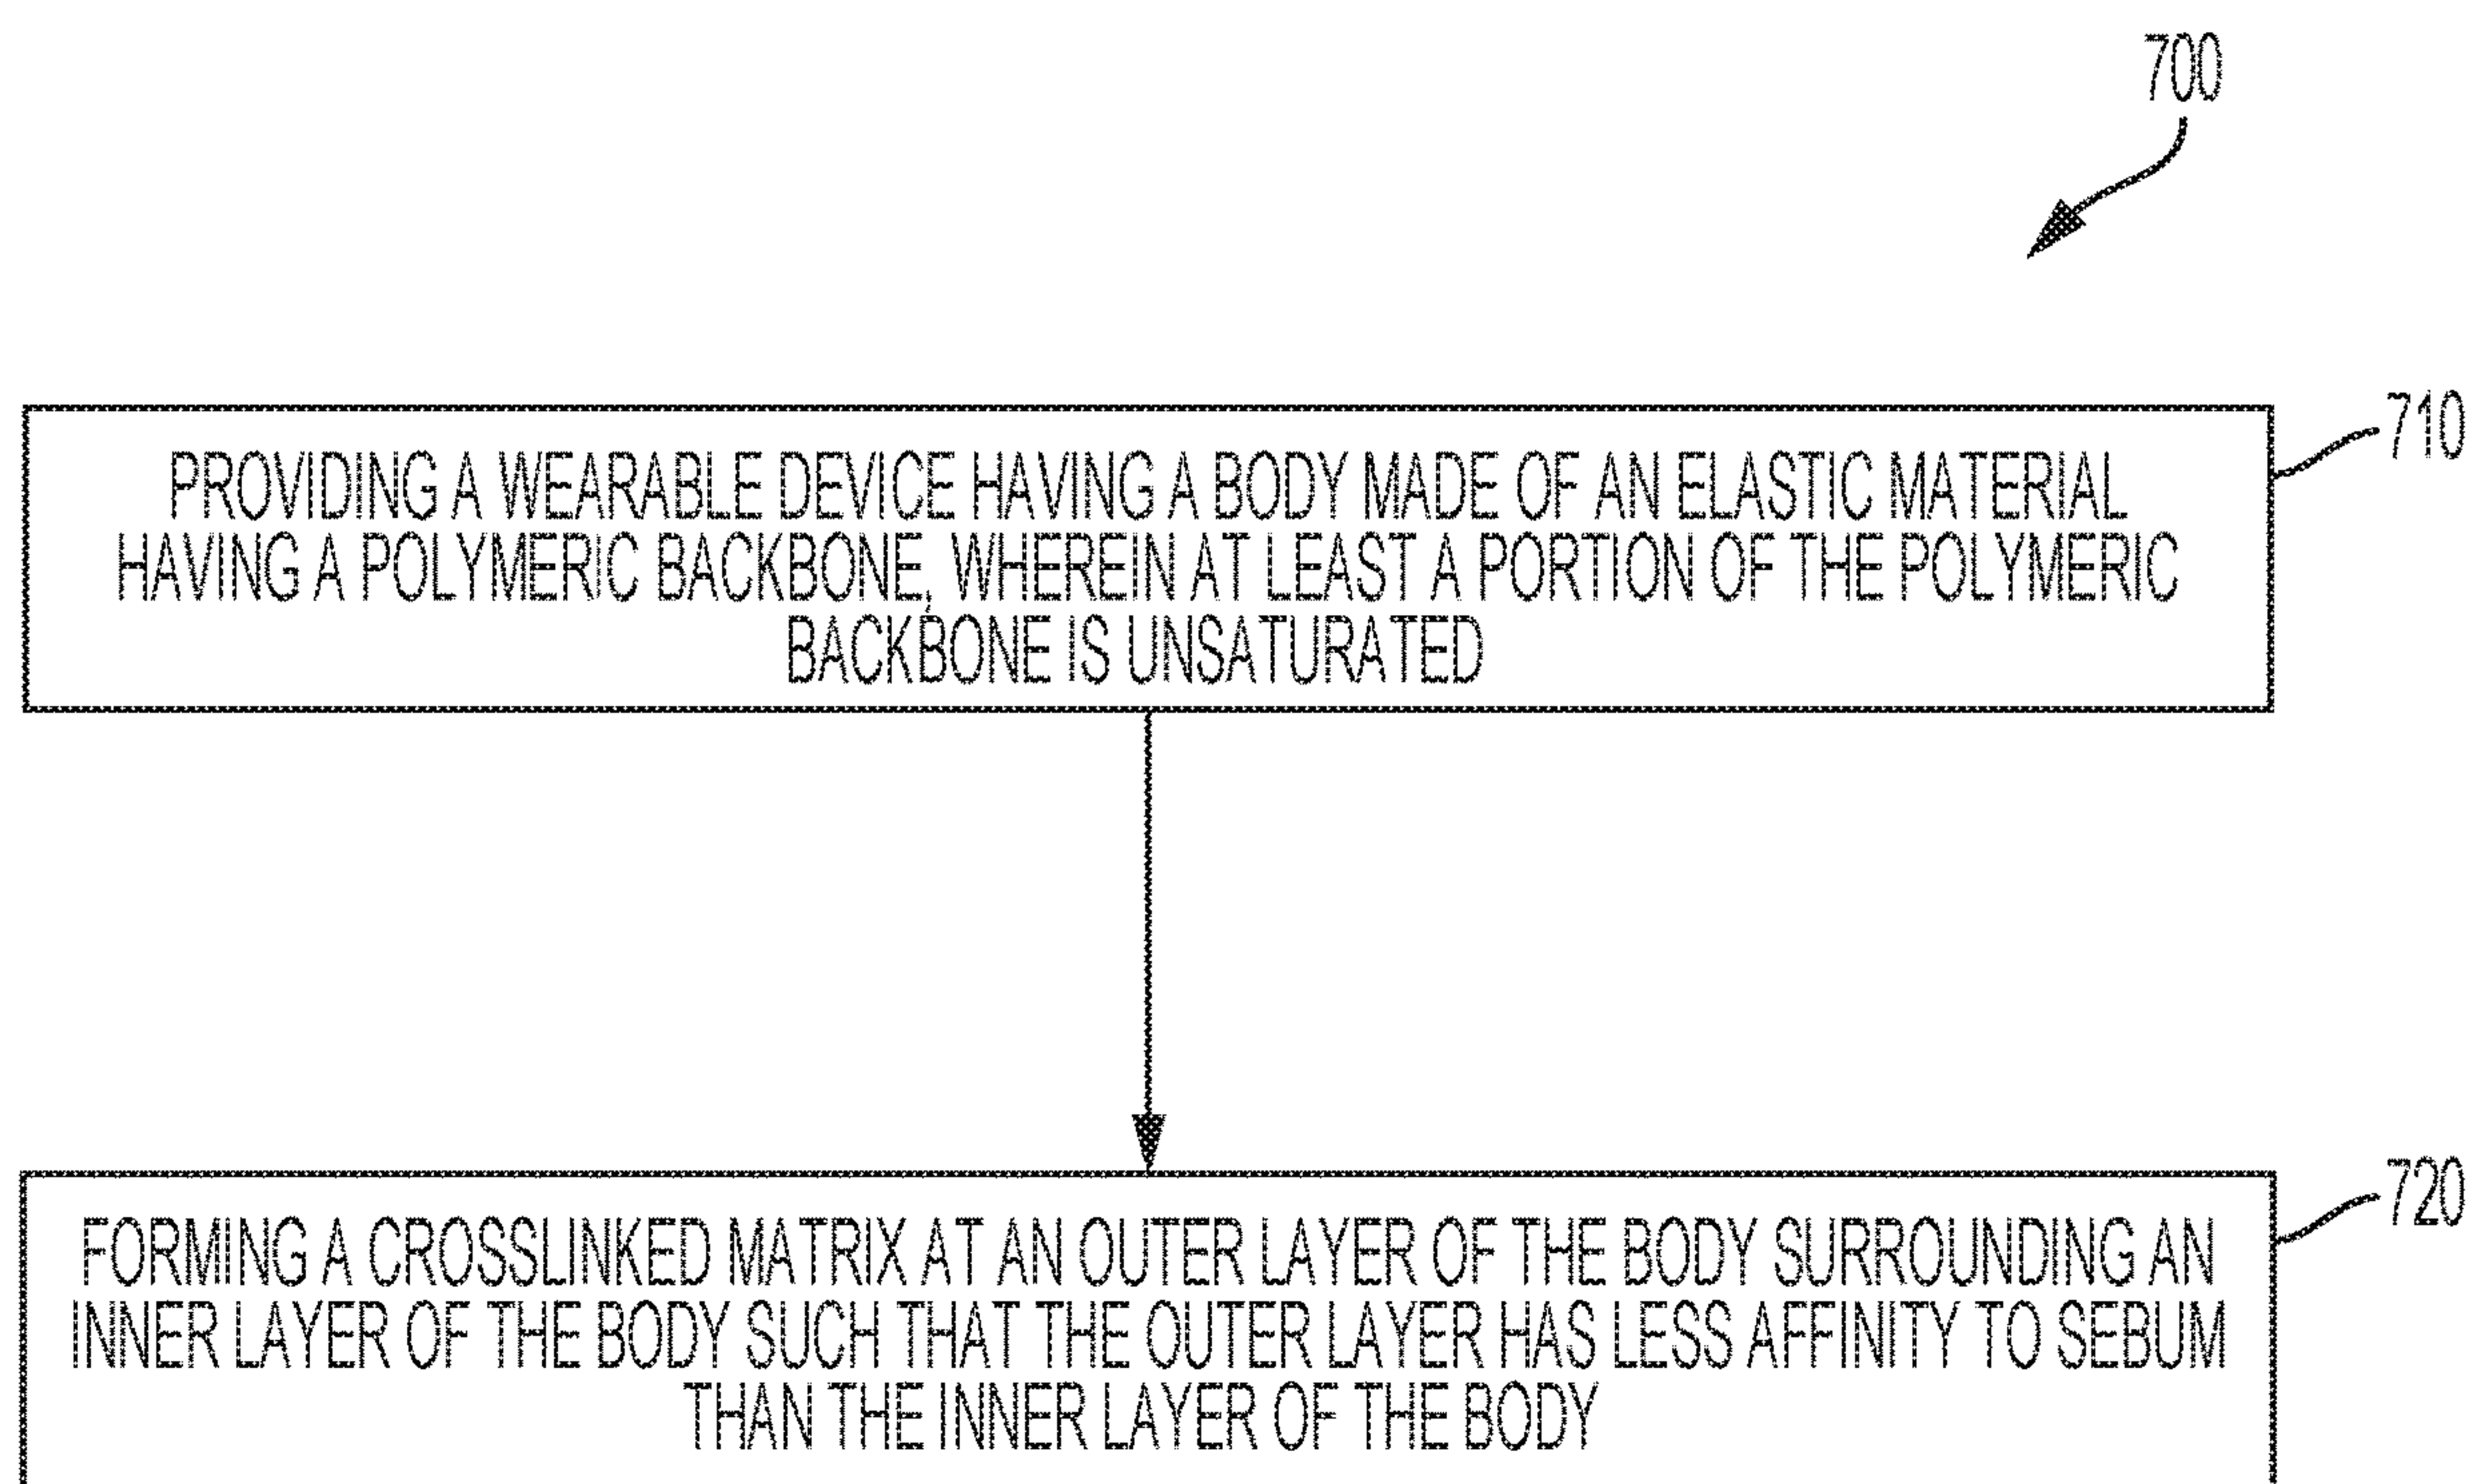 700
710
PROVIDING A WEARABLE DEVICE HAVING A BODY MADE OF AN ELASTIC MATERIAL
HAVING A POLYMERIC BACKBONE, WHEREIN AT LEAST A PORTION OF THE POLYMERIC
BACKBONE IS UNSATURATED
720
FORMING A CROSSLINKED MATRIX AT AN OUTER LAYER OF THE BODY SURROUNDING AN
INNER LAYER OF THE BODY SUCH THAT THE OUTER LAYER HAS LESS AFFINITY TO SEBUM
THAN THE INNER LAYER OF THE BODY